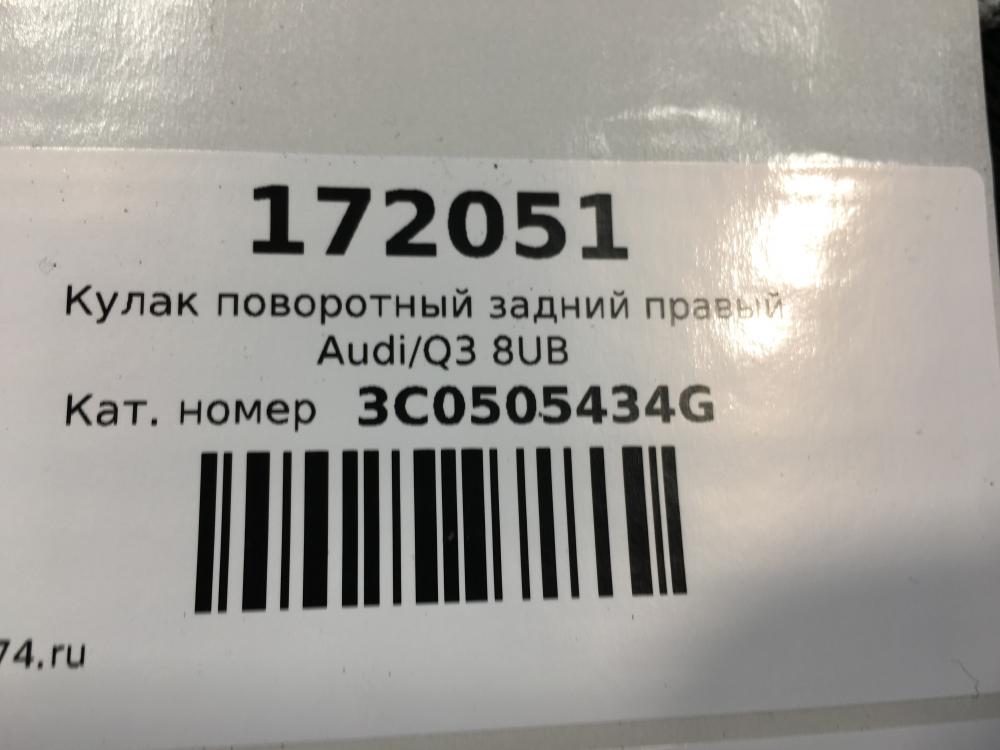 172051
Кулак поворотный задний правый
Audi/Q3 8UB
Кат. номер 3C0505434G
74.ru